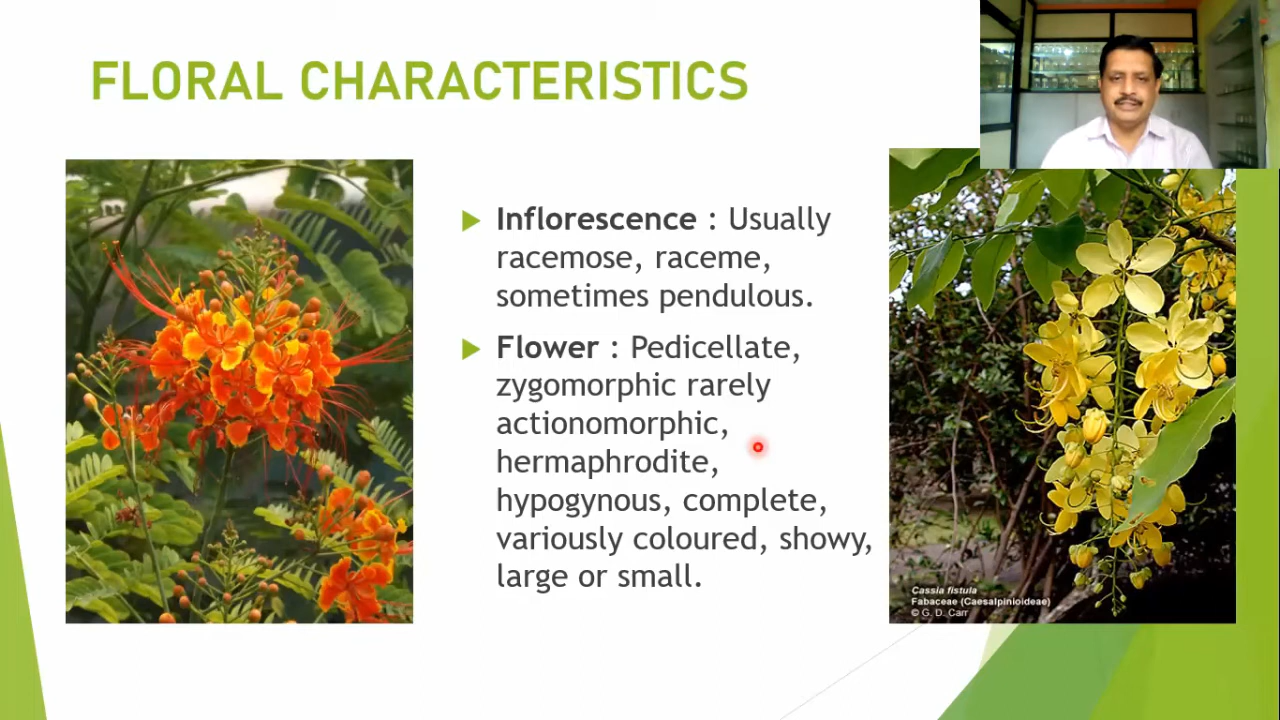 FLORAL CHARACTERISTICS
Inflorescence : Usually
racemose, raceme,
sometimes pendulous.
Flower : Pedicellate,
zygomorphic rarely
actionomorphic,
hermaphrodite,
hypogynous, complete,
variously coloured, showy,
large or small.
Cassia fistula
Fabaceae (Caesalpinioideae)
© G. D. Carr